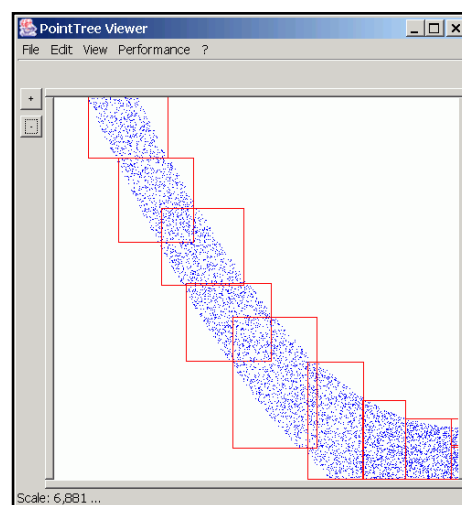 PointTree Viewer
File Edit View Performance ?
+
-
Scale: 6,881 ...